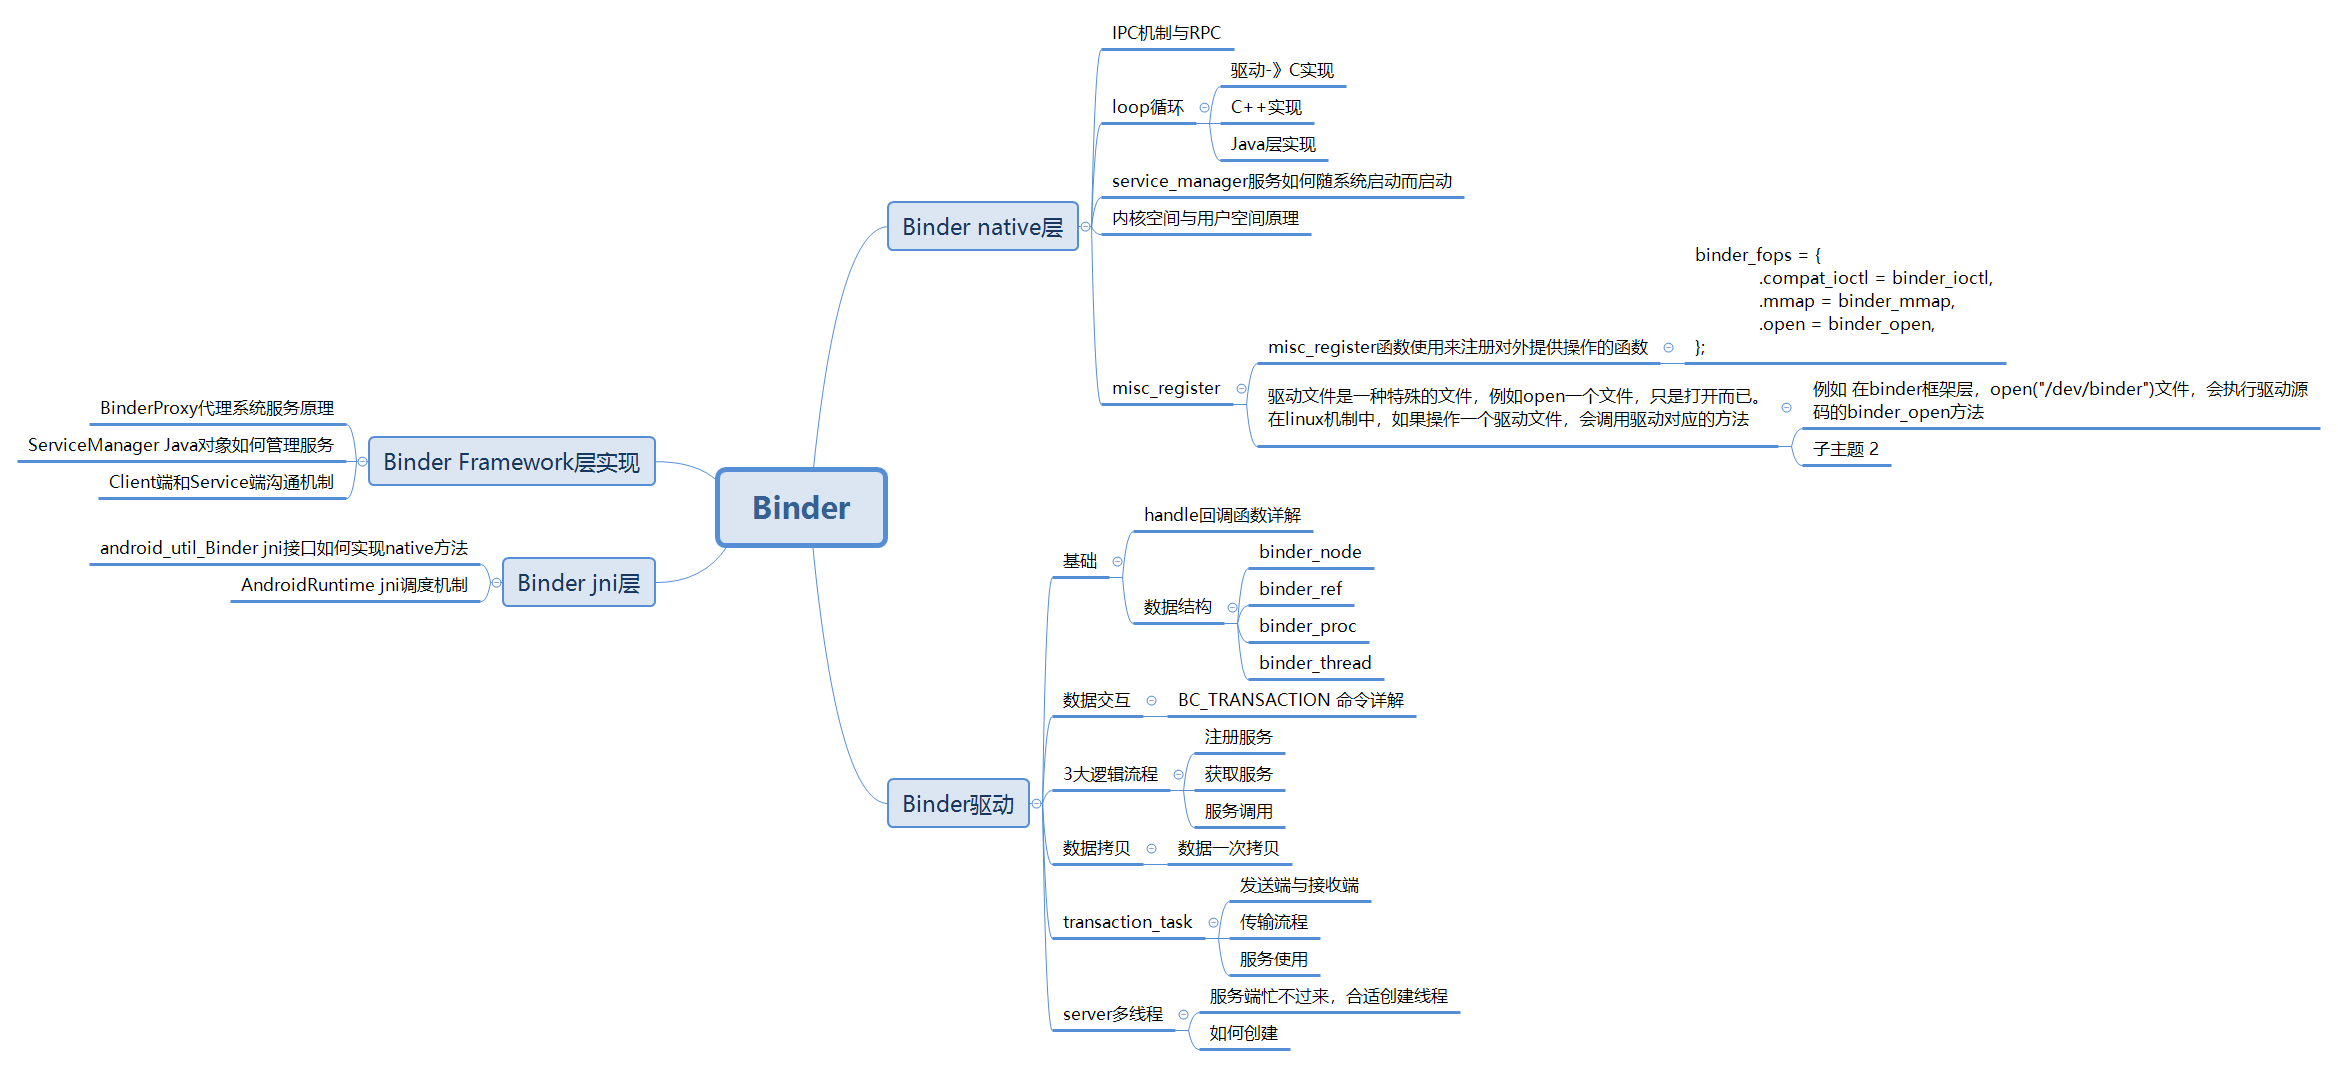 Binder
Binder native层
IPC机制与RPC
loop循环
驱动-》C实现
C++实现
Java层实现
service_manager服务如何随系统启动而启动
内核空间与用户空间原理
misc_register
misc_register函数使用来注册对外提供操作的函数
binder_fops = {
.compat_ioctl = binder_ioctl,
.mmap = binder_mmap,
.open = binder_open,
};
驱动文件是一种特殊的文件，例如open一个文件，只是打开而已。
在linux机制中，如果操作一个驱动文件，会调用驱动对应的方法
例如 在binder框架层，open("/dev/binder")文件，会执行驱动源
码的binder_open方法
子主题 2
Binder驱动
基础
handle回调函数详解
数据结构
binder_node
binder_ref
binder_proc
binder_thread
数据交互
BC_TRANSACTION 命令详解
3大逻辑流程
注册服务
获取服务
服务调用
数据拷贝
数据一次拷贝
transaction_task
发送端与接收端
传输流程
服务使用
server多线程
服务端忙不过来，合适创建线程
如何创建
Binder Framework层实现
BinderProxy代理系统服务原理
ServiceManager Java对象如何管理服务
Client端和Service端沟通机制
Binder jni层
android_util_Binder jni接口如何实现native方法
AndroidRuntime jni调度机制